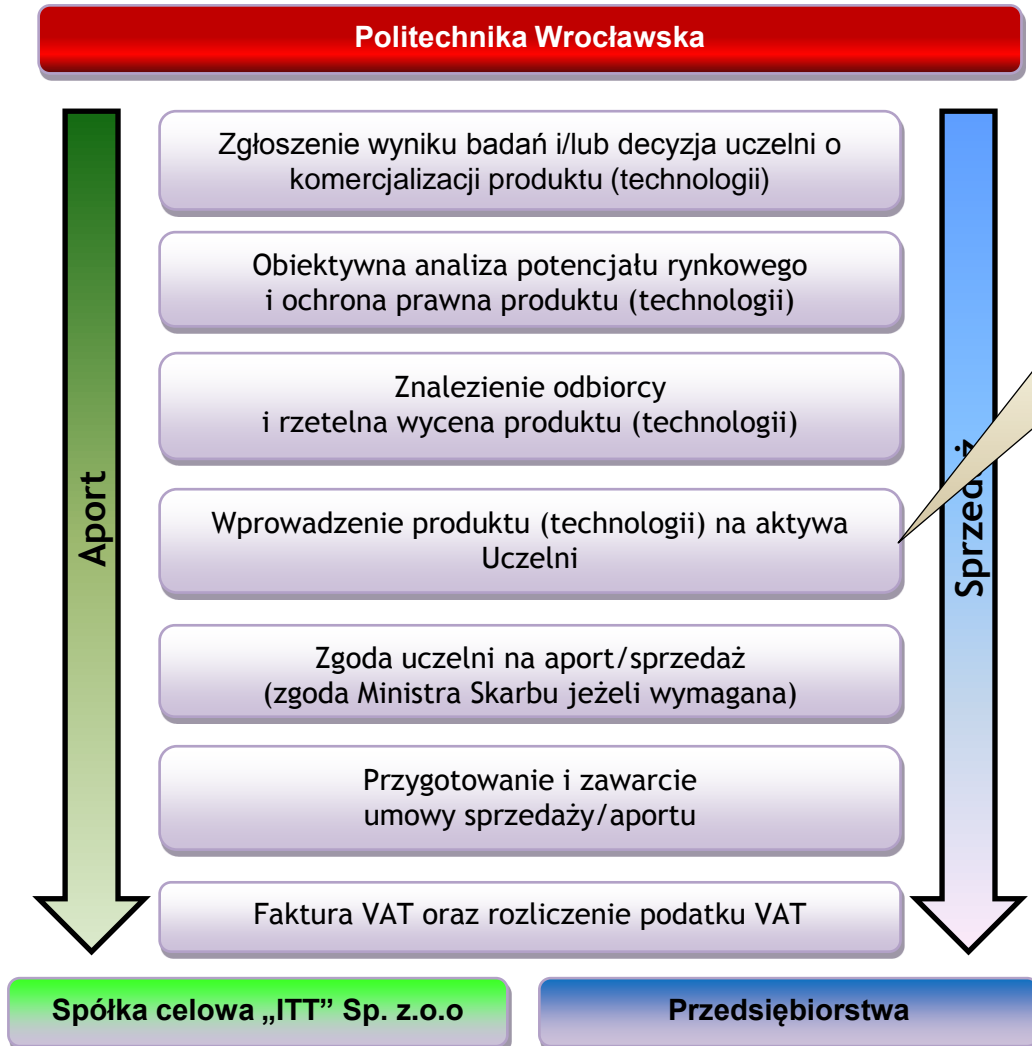 Politechnika Wrocławska
Zgłoszenie wyniku badań i/lub decyzja uczelni o
komercjalizacji produktu (technologii)
Obiektywna analiza potencjału rynkowego
i ochrona prawna produktu (technologii)
Znalezienie odbiorcy
i rzetelna wycena produktu (technologii)
Wprowadzenie produktu (technologii) na aktywa
Uczelni
Zgoda uczelni na aport/sprzedaż
(zgoda Ministra Skarbu jeżeli wymagana)
Przygotowanie i zawarcie
umowy sprzedaży/aportu
Faktura VAT oraz rozliczenie podatku VAT
Aport
Sprzedaż
Spółka celowa „ITT” Sp. z.o.o
Przedsiębiorstwa